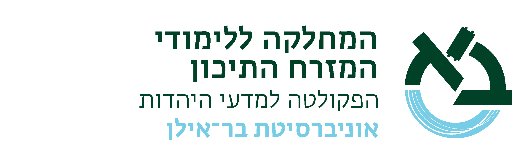 המחלקה ללימודי
המזרח התיכון
הפקולטה למדעי היהדות
אוניברסיטת בר־אילן